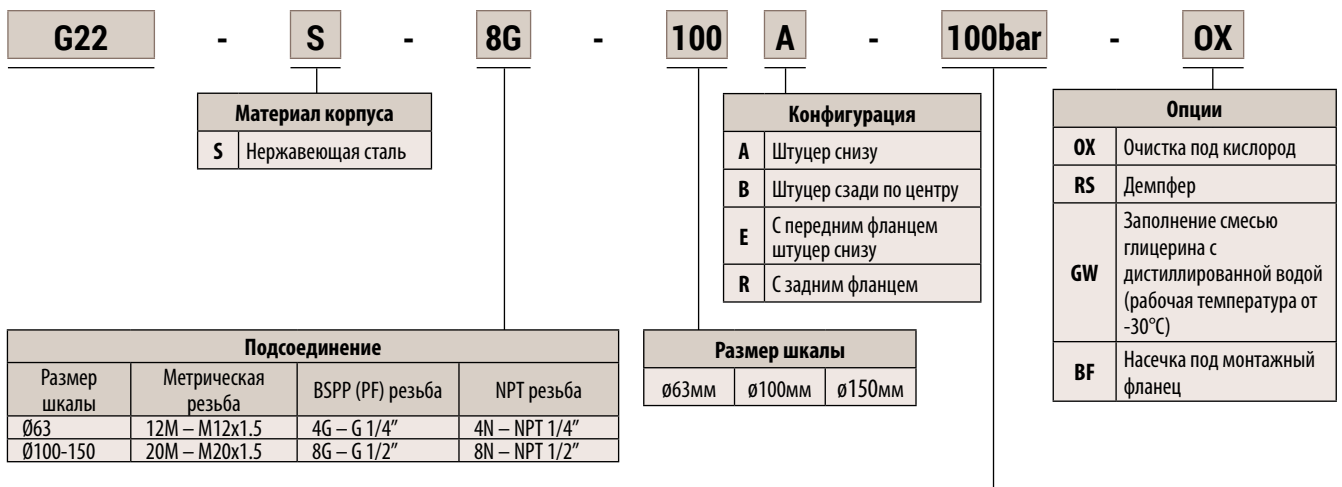 G22 - S - 8G - 100 A - 100bar - OX
Материал корпуса
S Нержавеющая сталь
Конфигурация
A Штуцер снизу
B Штуцер сзади по центру
E С передним фланцем
штуцер снизу
R С задним фланцем
Опции
OX Очистка под кислород
RS Демпфер
GW Заполнение смесью
глицерина с
дистиллированной водой
(рабочая температура от
-30°C)
BF Насечка под монтажный
фланец
Подсоединение
Размер
шкалы
Метрическая
резьба
BSPP (PF) резьба
NPT резьба
Ø63 12M – M12x1.5 4G – G 1/4” 4N – NPT 1/4”
Ø100-150 20M – M20x1.5 8G – G 1/2” 8N – NPT 1/2”
Размер шкалы
ø63мм ø100мм ø150мм